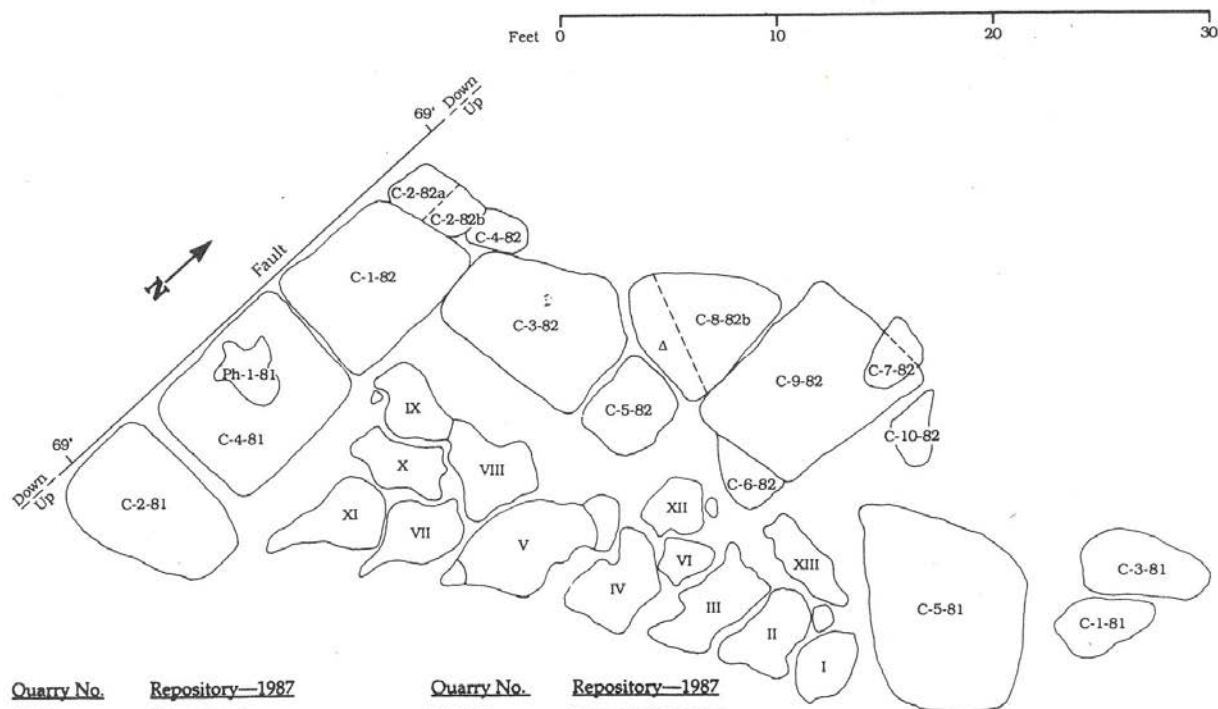 Feet 0 10 20 30
69' Down
Up
C-2-82a
C-2-82b
C-4-82
N
Fault
C-1-82
C-3-82
C-8-82b
Δ
Ph-1-81
C-9-82
C-7-82
C-4-81
IX
C-5-82
C-10-82
69'
Down
Up
X
VIII
C-6-82
C-2-81
XI
VII
V
XII
VI
XIII
C-3-81
IV
III
C-5-81
C-1-81
II
I
Quarry No. Repository—1987 Quarry No. Repository—1987